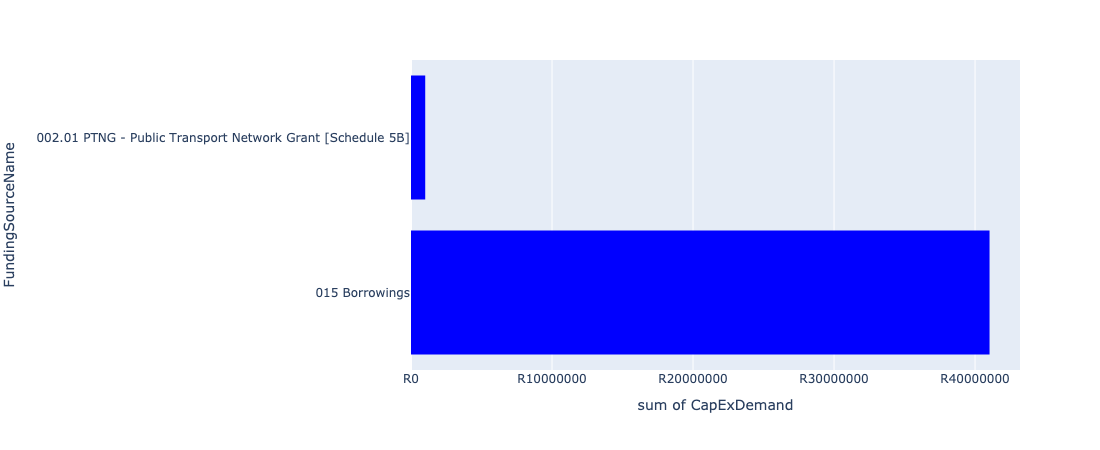 FundingSourceName
002.01 PTNG - Public Transport Network Grant [Schedule 5B]
015 Borrowings
R0 R10000000 R20000000 R30000000 R40000000
sum of CapExDemand